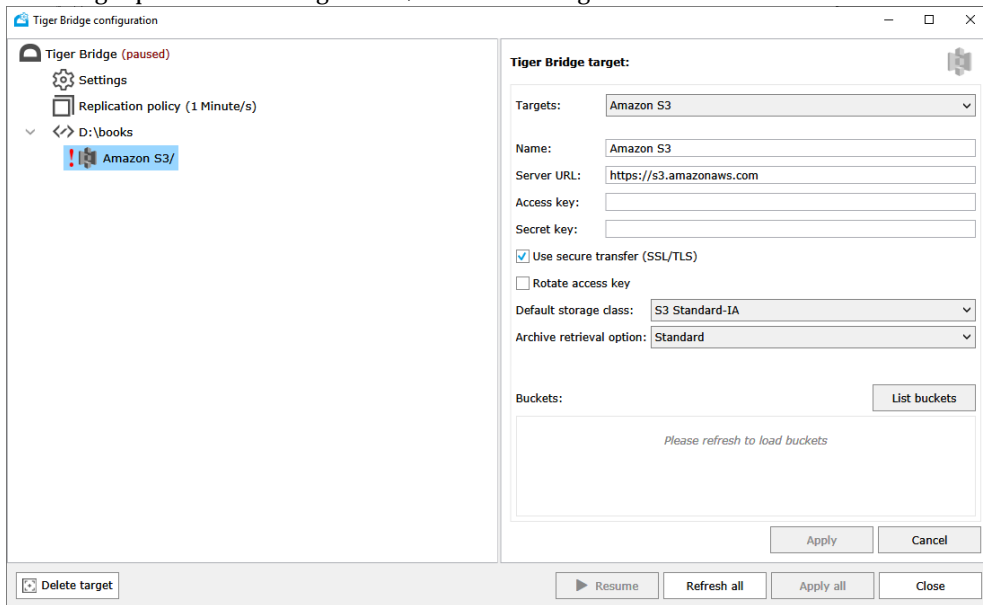 Tiger Bridge configuration
Tiger Bridge (paused)
Settings
Replication policy (1 Minute/s)
D:\books
Amazon S3/
Tiger Bridge target:
Targets: Amazon S3
Name: Amazon S3
Server URL: https://s3.amazonaws.com
Access key:
Secret key:
Use secure transfer (SSL/TLS)
Rotate access key
Default storage class: S3 Standard-IA
Archive retrieval option: Standard
Buckets: List buckets
Please refresh to load buckets
Apply Cancel
Delete target Resume Refresh all Apply all Close